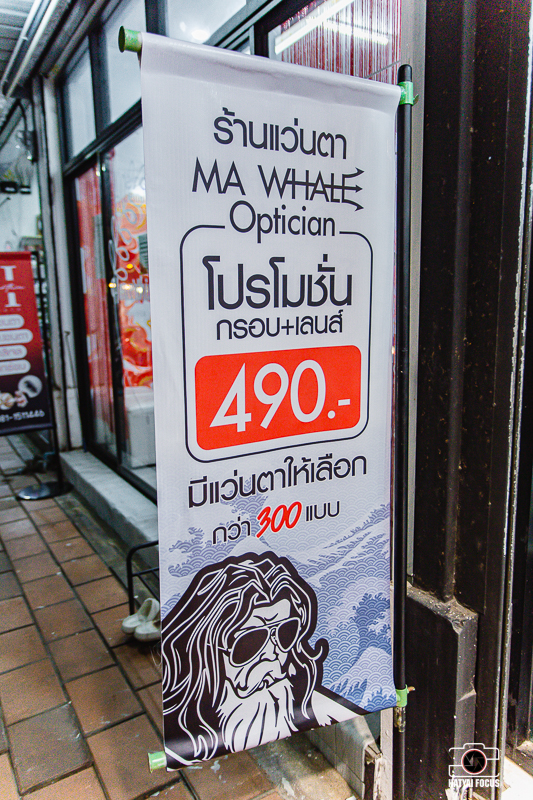 ร้านแว่นตา
MA WHALE
Optician
โปรโมชั่น
กรอบ+เลนส์
490.-
มีแว่นตาให้เลือก
กว่า 300 แบบ
HATYAI FOCUS